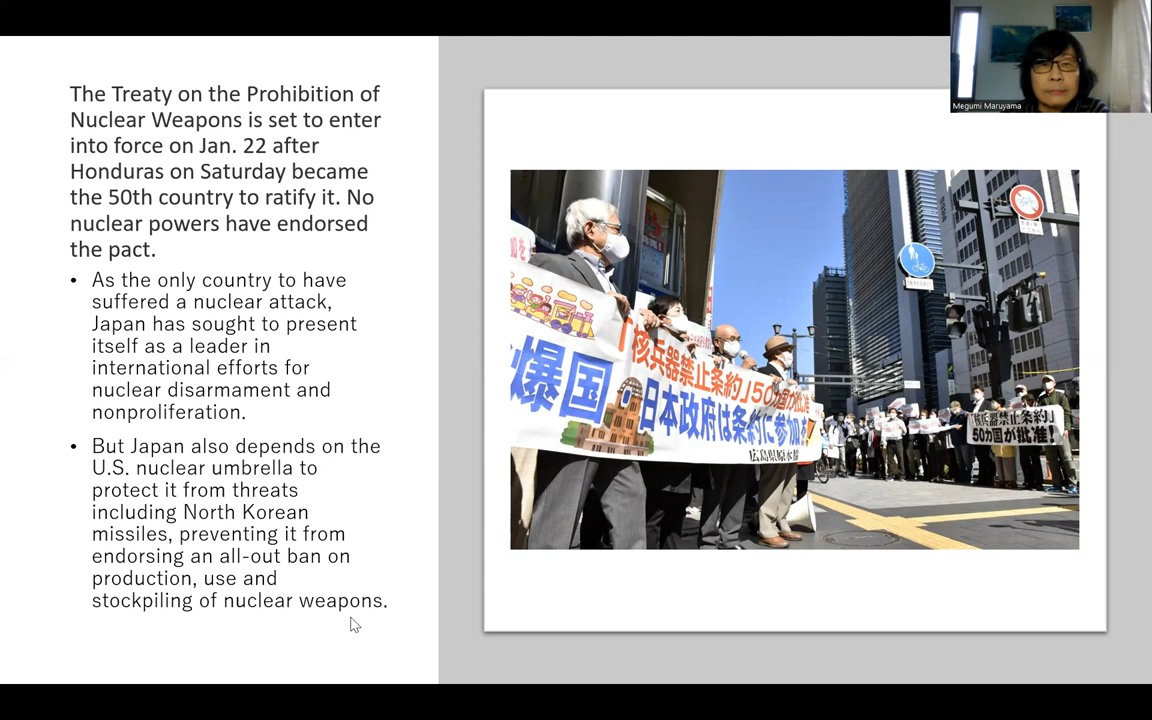 The Treaty on the Prohibition of
Nuclear Weapons is set to enter
into force on Jan. 22 after
Honduras on Saturday became
the 50th country to ratify it. No
nuclear powers have endorsed
the pact.
• As the only country to have
suffered a nuclear attack,
Japan has sought to present
itself as a leader in
international efforts for
nuclear disarmament and
nonproliferation.
• But Japan also depends on the
U.S. nuclear umbrella to
protect it from threats
including North Korean
missiles, preventing it from
endorsing an all-out ban on
production, use and
stockpiling of nuclear weapons.
Megumi Maruyama
「核兵器禁止条約」50カ国が批准
爆国 日本政府は条約に参加を!
広島県原水協
「核兵器禁止条約」
50カ国が批准!